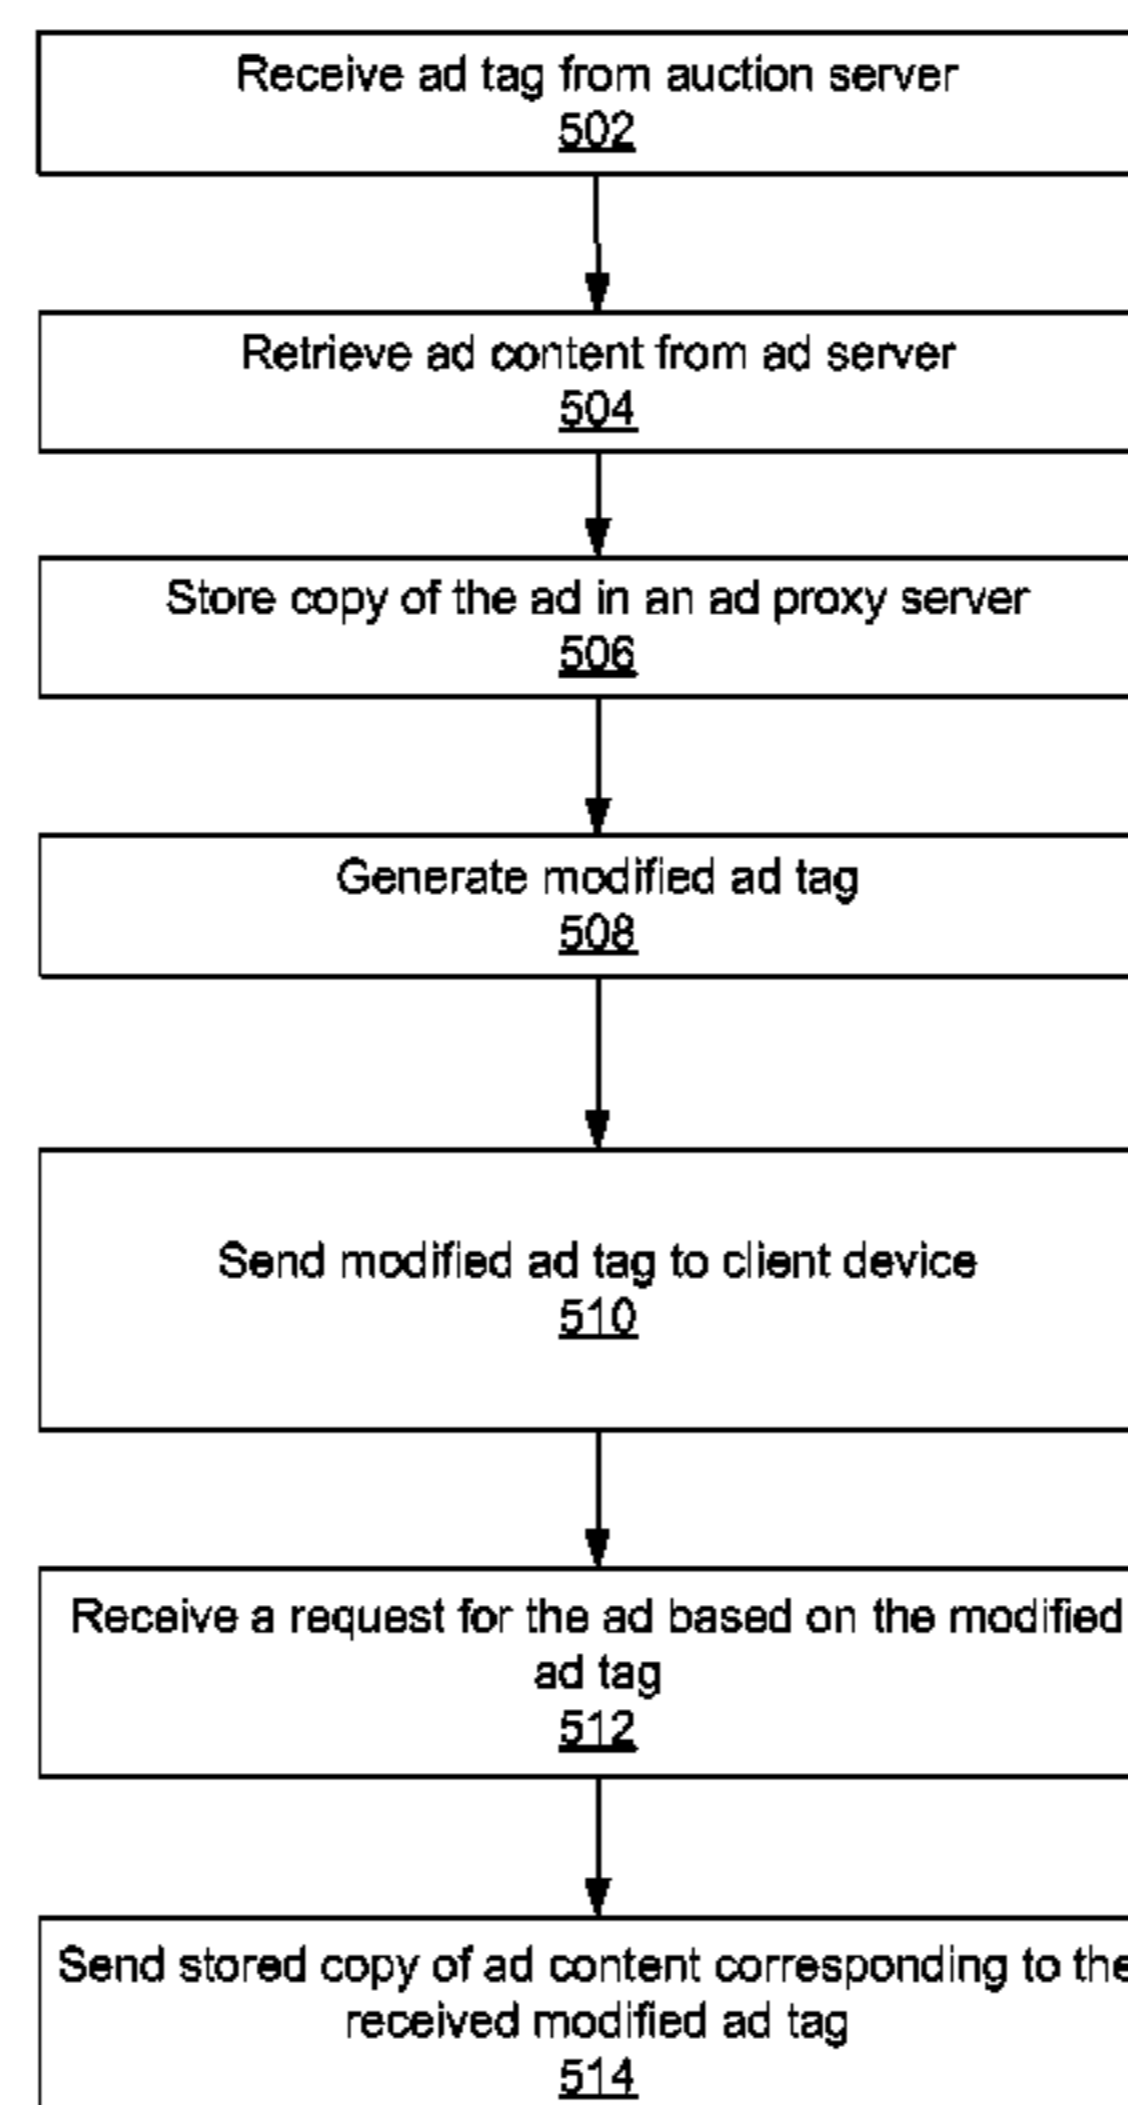 Receive ad tag from auction server
502
Retrieve ad content from ad server
504
Store copy of the ad in an ad proxy server
506
Generate modified ad tag
508
Send modified ad tag to client device
510
Receive a request for the ad based on the modified
ad tag
512
Send stored copy of ad content corresponding to the
received modified ad tag
514